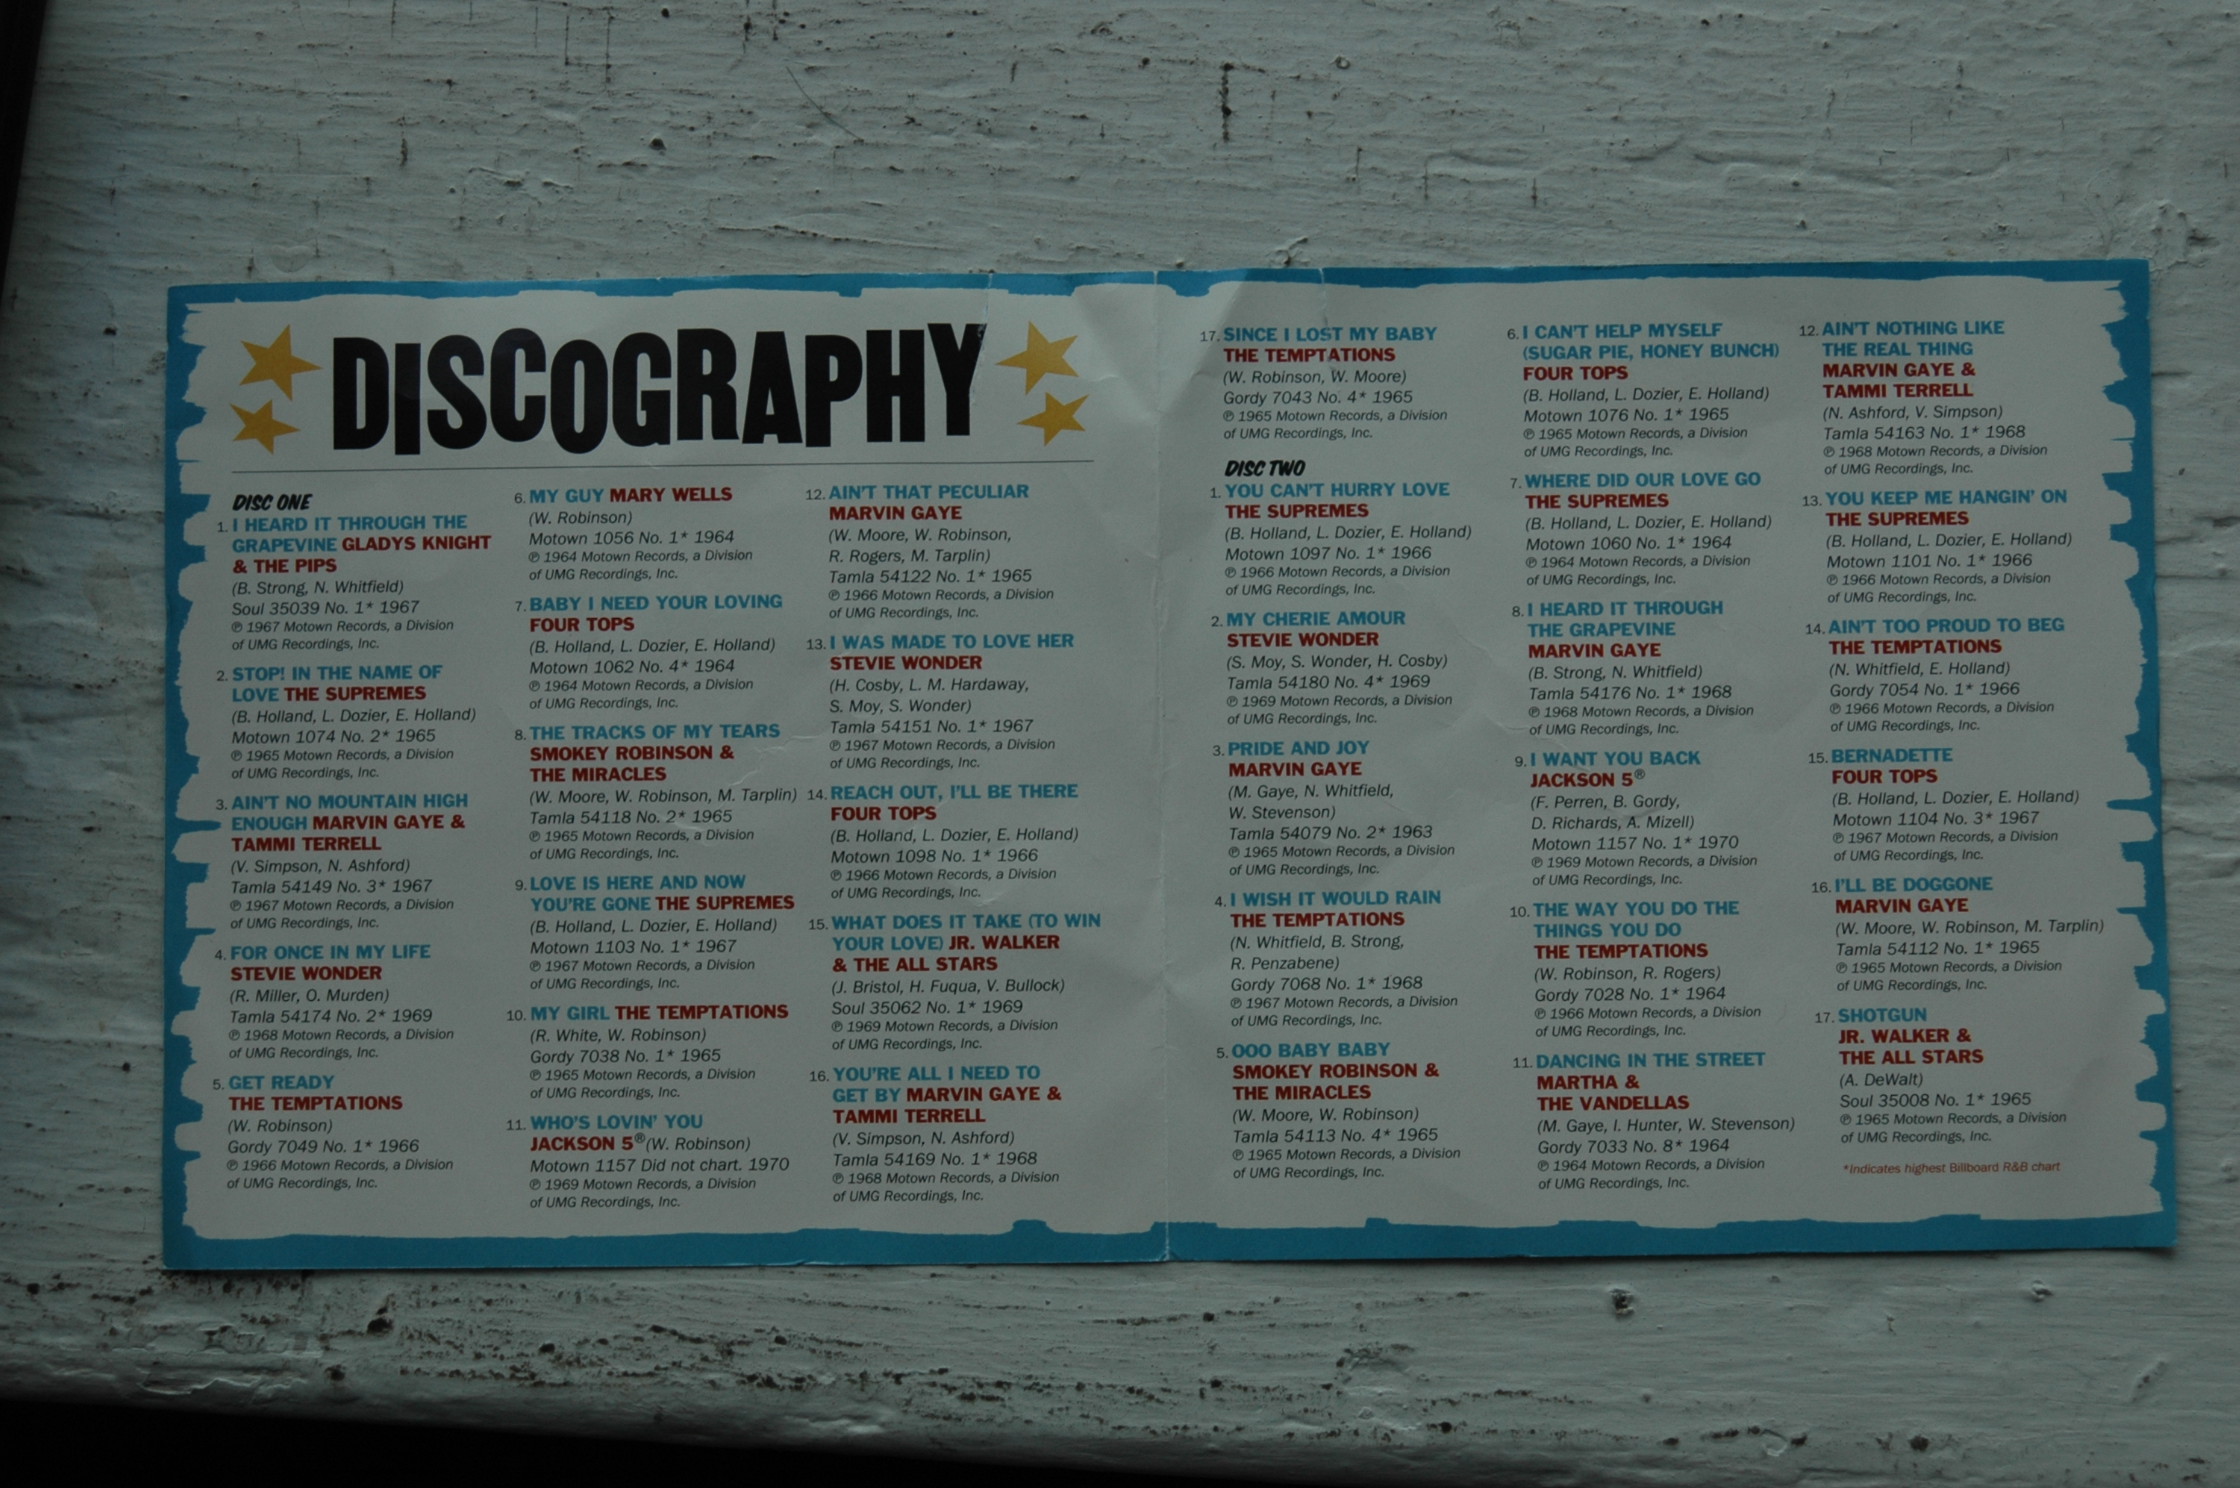 DISCOGRAPHY
DISC ONE
1. I HEARD IT THROUGH THE
GRAPEVINE GLADYS KNIGHT
& THE PIPS
(B. Strong, N. Whitfield)
Soul 35039 No. 1* 1967
℗ 1967 Motown Records, a Division
of UMG Recordings, Inc.
2. STOP! IN THE NAME OF
LOVE THE SUPREMES
(B. Holland, L. Dozier, E. Holland)
Motown 1074 No. 2* 1965
℗ 1965 Motown Records, a Division
of UMG Recordings, Inc.
3. AIN'T NO MOUNTAIN HIGH
ENOUGH MARVIN GAYE &
TAMMI TERRELL
(V. Simpson, N. Ashford)
Tamla 54149 No. 3* 1967
℗ 1967 Motown Records, a Division
of UMG Recordings, Inc.
4. FOR ONCE IN MY LIFE
STEVIE WONDER
(R. Miller, O. Murden)
Tamla 54174 No. 2* 1969
℗ 1968 Motown Records, a Division
of UMG Recordings, Inc.
5. GET READY
THE TEMPTATIONS
(W. Robinson)
Gordy 7049 No. 1* 1966
℗ 1966 Motown Records, a Division
of UMG Recordings, Inc.
6. MY GUY MARY WELLS
(W. Robinson)
Motown 1056 No. 1* 1964
℗ 1964 Motown Records, a Division
of UMG Recordings, Inc.
7. BABY I NEED YOUR LOVING
FOUR TOPS
(B. Holland, L. Dozier, E. Holland)
Motown 1062 No. 4* 1964
℗ 1964 Motown Records, a Division
of UMG Recordings, Inc.
8. THE TRACKS OF MY TEARS
SMOKEY ROBINSON &
THE MIRACLES
(W. Moore, W. Robinson, M. Tarplin)
Tamla 54118 No. 2* 1965
℗ 1965 Motown Records, a Division
of UMG Recordings, Inc.
9. LOVE IS HERE AND NOW
YOU'RE GONE THE SUPREMES
(B. Holland, L. Dozier, E. Holland)
Motown 1103 No. 1* 1967
℗ 1967 Motown Records, a Division
of UMG Recordings, Inc.
10. MY GIRL THE TEMPTATIONS
(R. White, W. Robinson)
Gordy 7038 No. 1* 1965
℗ 1965 Motown Records, a Division
of UMG Recordings, Inc.
11. WHO'S LOVIN' YOU
JACKSON 5® (W. Robinson)
Motown 1157 Did not chart. 1970
℗ 1969 Motown Records, a Division
of UMG Recordings, Inc.
12. AIN'T THAT PECULIAR
MARVIN GAYE
(W. Moore, W. Robinson,
R. Rogers, M. Tarplin)
Tamla 54122 No. 1* 1965
℗ 1966 Motown Records, a Division
of UMG Recordings, Inc.
13. I WAS MADE TO LOVE HER
STEVIE WONDER
(H. Cosby, L. M. Hardaway,
S. Moy, S. Wonder)
Tamla 54151 No. 1* 1967
℗ 1967 Motown Records, a Division
of UMG Recordings, Inc.
14. REACH OUT, I'LL BE THERE
FOUR TOPS
(B. Holland, L. Dozier, E. Holland)
Motown 1098 No. 1* 1966
℗ 1966 Motown Records, a Division
of UMG Recordings, Inc.
15. WHAT DOES IT TAKE (TO WIN
YOUR LOVE) JR. WALKER
& THE ALL STARS
(J. Bristol, H. Fuqua, V. Bullock)
Soul 35062 No. 1* 1969
℗ 1969 Motown Records, a Division
of UMG Recordings, Inc.
16. YOU'RE ALL I NEED TO
GET BY MARVIN GAYE &
TAMMI TERRELL
(V. Simpson, N. Ashford)
Tamla 54169 No. 1* 1968
℗ 1968 Motown Records, a Division
of UMG Recordings, Inc.
17. SINCE I LOST MY BABY
THE TEMPTATIONS
(W. Robinson, W. Moore)
Gordy 7043 No. 4* 1965
℗ 1965 Motown Records, a Division
of UMG Recordings, Inc.
DISC TWO
1. YOU CAN'T HURRY LOVE
THE SUPREMES
(B. Holland, L. Dozier, E. Holland)
Motown 1097 No. 1* 1966
℗ 1966 Motown Records, a Division
of UMG Recordings, Inc.
2. MY CHERIE AMOUR
STEVIE WONDER
(S. Moy, S. Wonder, H. Cosby)
Tamla 54180 No. 4* 1969
℗ 1969 Motown Records, a Division
of UMG Recordings, Inc.
3. PRIDE AND JOY
MARVIN GAYE
(M. Gaye, N. Whitfield,
W. Stevenson)
Tamla 54079 No. 2* 1963
℗ 1965 Motown Records, a Division
of UMG Recordings, Inc.
4. I WISH IT WOULD RAIN
THE TEMPTATIONS
(N. Whitfield, B. Strong,
R. Penzabene)
Gordy 7068 No. 1* 1968
℗ 1967 Motown Records, a Division
of UMG Recordings, Inc.
5. OOO BABY BABY
SMOKEY ROBINSON &
THE MIRACLES
(W. Moore, W. Robinson)
Tamla 54113 No. 4* 1965
℗ 1965 Motown Records, a Division
of UMG Recordings, Inc.
6. I CAN'T HELP MYSELF
(SUGAR PIE, HONEY BUNCH)
FOUR TOPS
(B. Holland, L. Dozier, E. Holland)
Motown 1076 No. 1* 1965
℗ 1965 Motown Records, a Division
of UMG Recordings, Inc.
7. WHERE DID OUR LOVE GO
THE SUPREMES
(B. Holland, L. Dozier, E. Holland)
Motown 1060 No. 1* 1964
℗ 1964 Motown Records, a Division
of UMG Recordings, Inc.
8. I HEARD IT THROUGH
THE GRAPEVINE
MARVIN GAYE
(B. Strong, N. Whitfield)
Tamla 54176 No. 1* 1968
℗ 1968 Motown Records, a Division
of UMG Recordings, Inc.
9. I WANT YOU BACK
JACKSON 5®
(F. Perren, B. Gordy,
D. Richards, A. Mizell)
Motown 1157 No. 1* 1970
℗ 1969 Motown Records, a Division
of UMG Recordings, Inc.
10. THE WAY YOU DO THE
THINGS YOU DO
THE TEMPTATIONS
(W. Robinson, R. Rogers)
Gordy 7028 No. 1* 1964
℗ 1966 Motown Records, a Division
of UMG Recordings, Inc.
11. DANCING IN THE STREET
MARTHA &
THE VANDELLAS
(M. Gaye, I. Hunter, W. Stevenson)
Gordy 7033 No. 8* 1964
℗ 1964 Motown Records, a Division
of UMG Recordings, Inc.
12. AIN'T NOTHING LIKE
THE REAL THING
MARVIN GAYE &
TAMMI TERRELL
(N. Ashford, V. Simpson)
Tamla 54163 No. 1* 1968
℗ 1968 Motown Records, a Division
of UMG Recordings, Inc.
13. YOU KEEP ME HANGIN' ON
THE SUPREMES
(B. Holland, L. Dozier, E. Holland)
Motown 1101 No. 1* 1966
℗ 1966 Motown Records, a Division
of UMG Recordings, Inc.
14. AIN'T TOO PROUD TO BEG
THE TEMPTATIONS
(N. Whitfield, E. Holland)
Gordy 7054 No. 1* 1966
℗ 1966 Motown Records, a Division
of UMG Recordings, Inc.
15. BERNADETTE
FOUR TOPS
(B. Holland, L. Dozier, E. Holland)
Motown 1104 No. 3* 1967
℗ 1967 Motown Records, a Division
of UMG Recordings, Inc.
16. I'LL BE DOGGONE
MARVIN GAYE
(W. Moore, W. Robinson, M. Tarplin)
Tamla 54112 No. 1* 1965
℗ 1965 Motown Records, a Division
of UMG Recordings, Inc.
17. SHOTGUN
JR. WALKER &
THE ALL STARS
(A. DeWalt)
Soul 35008 No. 1* 1965
℗ 1965 Motown Records, a Division
of UMG Recordings, Inc.
*Indicates highest Billboard R&B chart